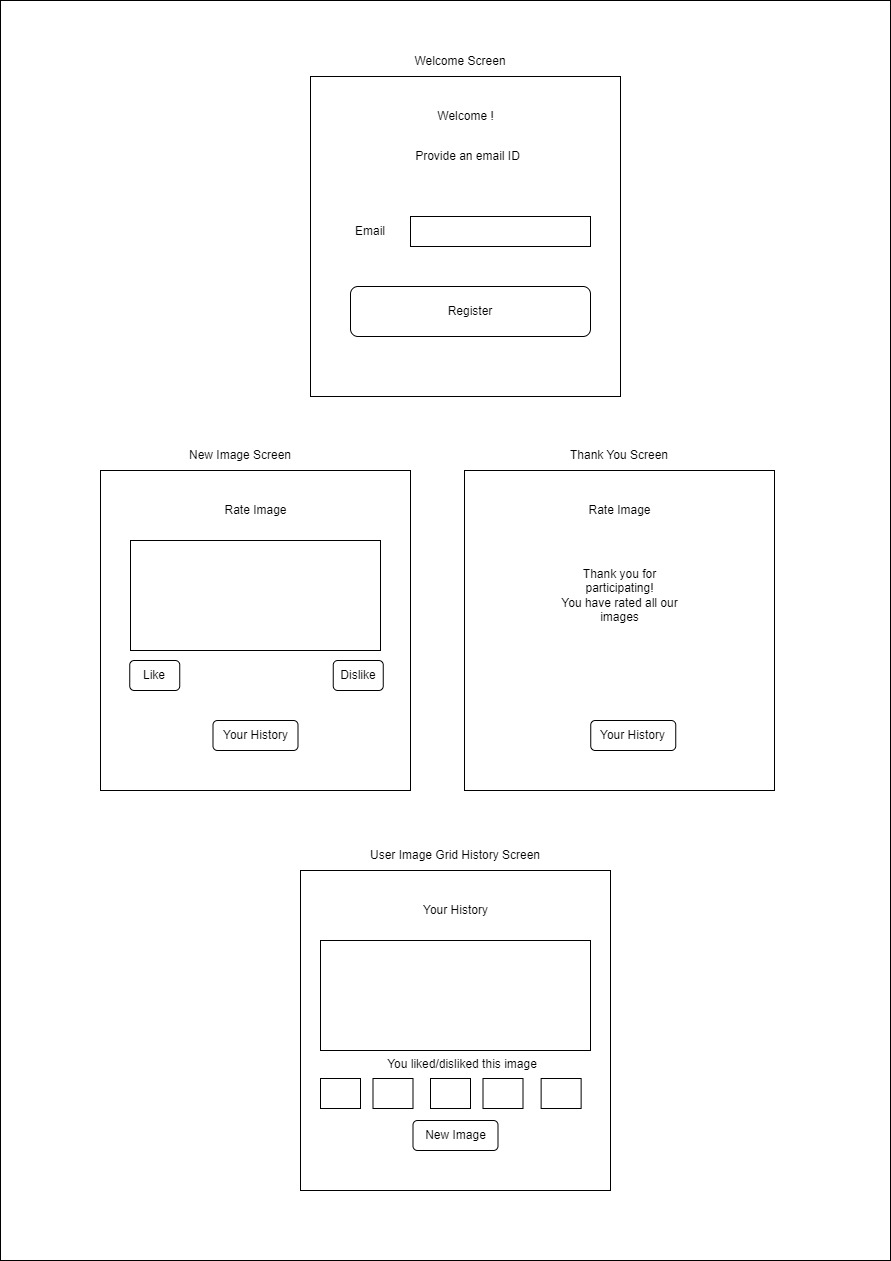 Welcome Screen
Welcome !
Provide an email ID
Email
Register
New Image Screen
Rate Image
Like
Dislike
Your History
Thank You Screen
Rate Image
Thank you for
participating!
You have rated all our
images
Your History
User Image Grid History Screen
Your History
You liked/disliked this image
New Image